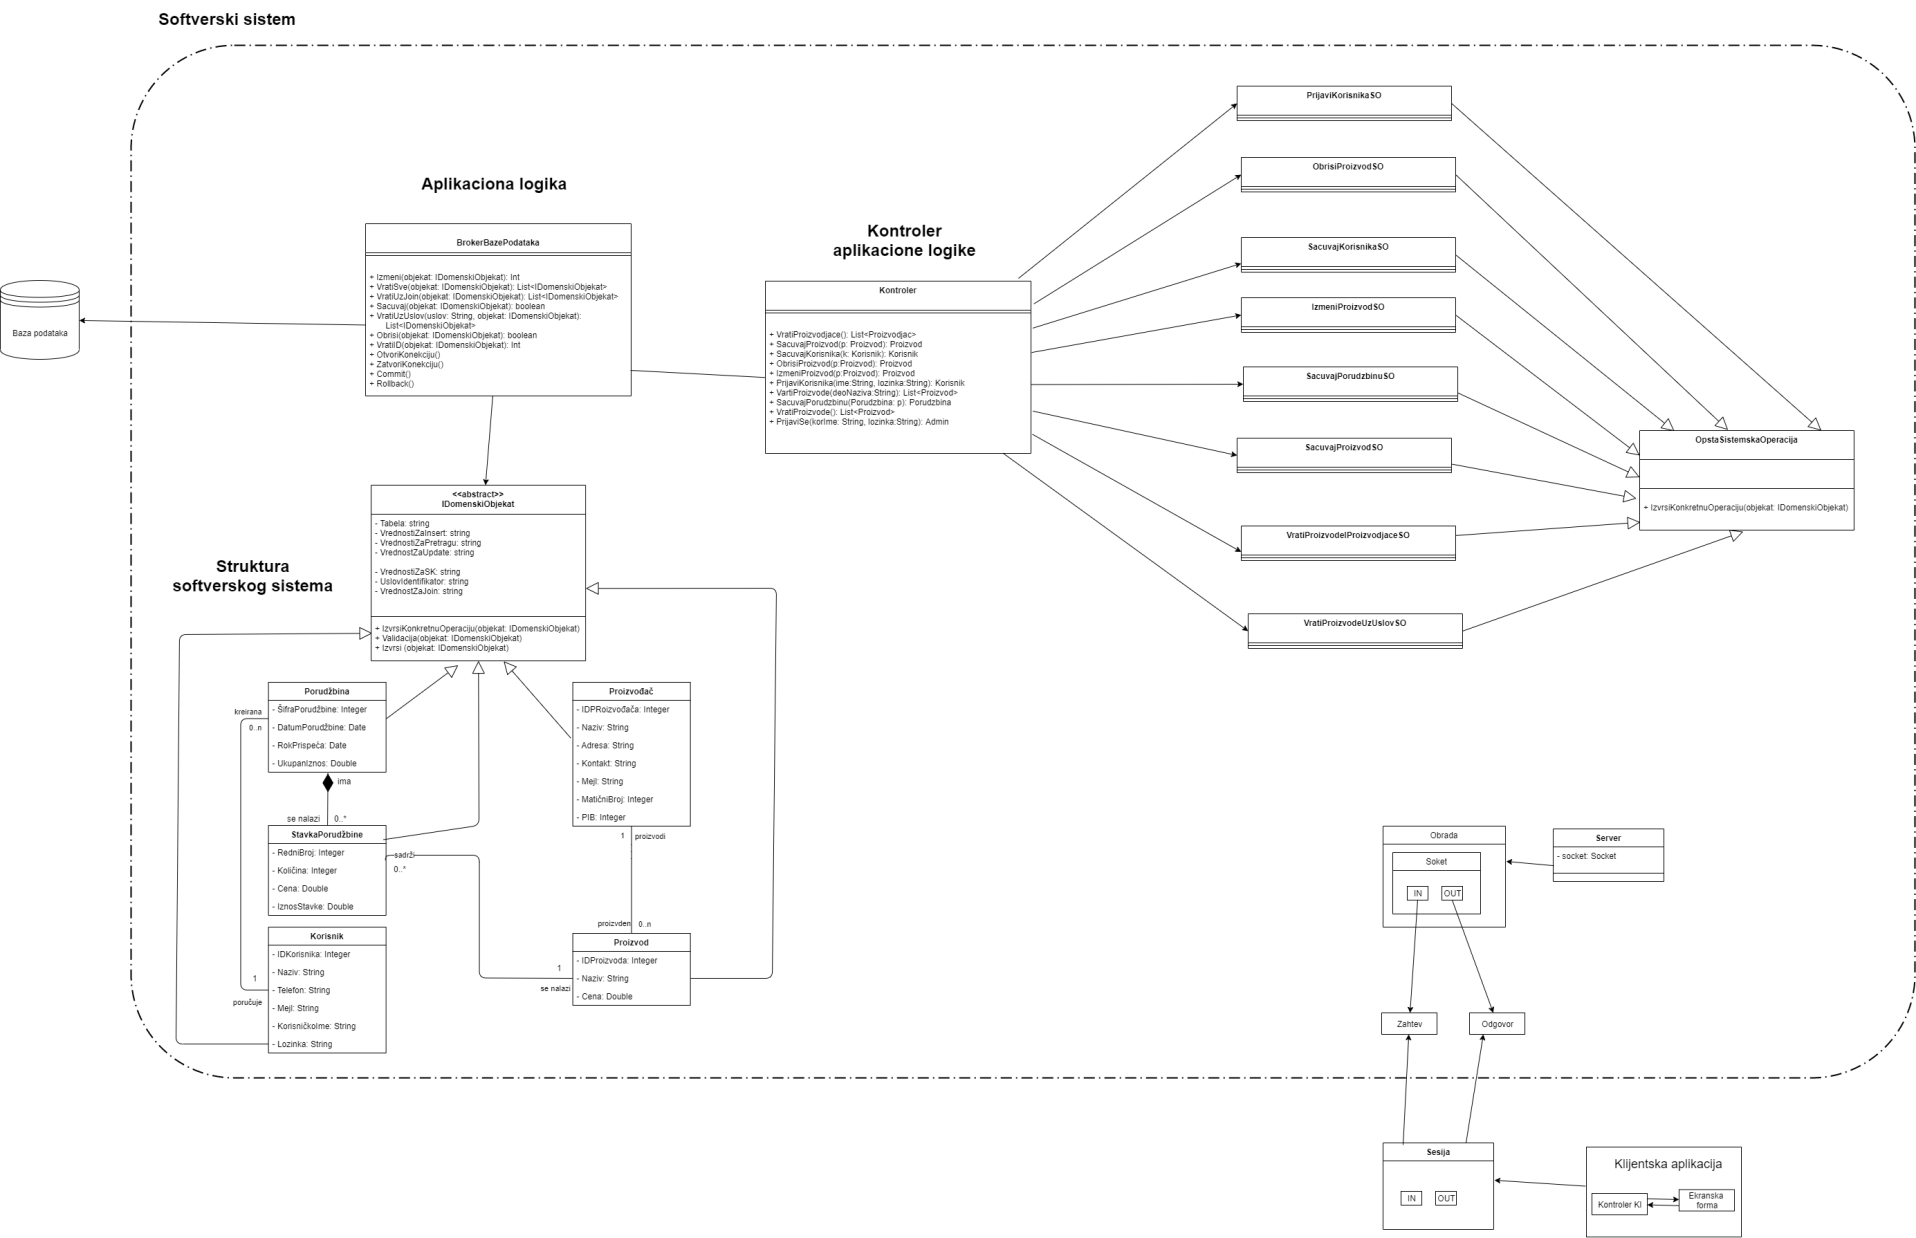 Softverski sistem
Aplikaciona logika
BrokerBazePodataka
+ Izmeni(objekat: IDomenskiObjekat): Int
+ VratiSve(objekat: IDomenskiObjekat): List<IDomenskiObjekat>
+ VratiUzJoin(objekat: IDomenskiObjekat): List<IDomenskiObjekat>
+ Sacuvaj(objekat: IDomenskiObjekat): boolean
+ VratiUzUslov(uslov: String, objekat: IDomenskiObjekat):
List<IDomenskiObjekat>
+ Obrisi(objekat: IDomenskiObjekat): boolean
+ VratiID(objekat: IDomenskiObjekat): Int
+ OtvoriKonekciju()
+ ZatvoriKonekciju()
+ Commit()
+ Rollback()
Baza podataka
Kontroler
aplikacione logike
Kontroler
+ VratiProizvodjace(): List<Proizvodjac>
+ SacuvajProizvod(p: Proizvod): Proizvod
+ SacuvajKorisnika(k: Korisnik): Korisnik
+ ObrisiProizvod(p:Proizvod): Proizvod
+ IzmeniProizvod(p:Proizvod): Proizvod
+ PrijaviKorisnika(ime:String, lozinka:String): Korisnik
+ VartiProizvode(deoNaziva:String): List<Proizvod>
+ SacuvajPorudzbinu(Porudzbina: p): Porudzbina
+ VratiProizvode(): List<Proizvod>
+ PrijaviSe(korIme: String, lozinka:String): Admin
PrijaviKorisnikaSO
ObrisiProizvodSO
SacuvajKorisnikaSO
IzmeniProizvodSO
SacuvajPorudzbinuSO
SacuvajProizvodSO
VratiProizvodeIProizvodjaceSO
VratiProizvodeUzUslovSO
OpstaSistemskaOperacija
+ IzvrsiKonkretnuOperaciju(objekat: IDomenskiObjekat)
Struktura
softverskog sistema
<<abstract>>
IDomenskiObjekat
- Tabela: string
- VrednostiZaInsert: string
- VrednostiZaPretragu: string
- VrednostZaUpdate: string
- VrednostiZaSK: string
- UslovIdentifikator: string
- VrednostZaJoin: string
+ IzvrsiKonkretnuOperaciju(objekat: IDomenskiObjekat)
+ Validacija(objekat: IDomenskiObjekat)
+ Izvrsi (objekat: IDomenskiObjekat)
Porudžbina
- ŠifraPorudžbine: Integer
- DatumPorudžbine: Date
- RokPrispeća: Date
- UkupanIznos: Double
kreirana
0..n
ima
se nalazi
0..*
StavkaPorudžbine
- RedniBroj: Integer
- Količina: Integer
- Cena: Double
- IznosStavke: Double
sadrži
0..*
Korisnik
- IDKorisnika: Integer
- Naziv: String
- Telefon: String
- Mejl: String
- KorisničkoIme: String
- Lozinka: String
1
poručuje
Proizvođač
- IDPRoizvođača: Integer
- Naziv: String
- Adresa: String
- Kontakt: String
- Mejl: String
- MatičniBroj: Integer
- PIB: Integer
1
proizvodi
proizvden
0..n
Proizvod
- IDProizvoda: Integer
- Naziv: String
- Cena: Double
1
se nalazi
Obrada
Soket
IN
OUT
Server
- socket: Socket
Zahtev
Odgovor
Sesija
IN
OUT
Klijentska aplikacija
Kontroler KI
Ekranska
forma